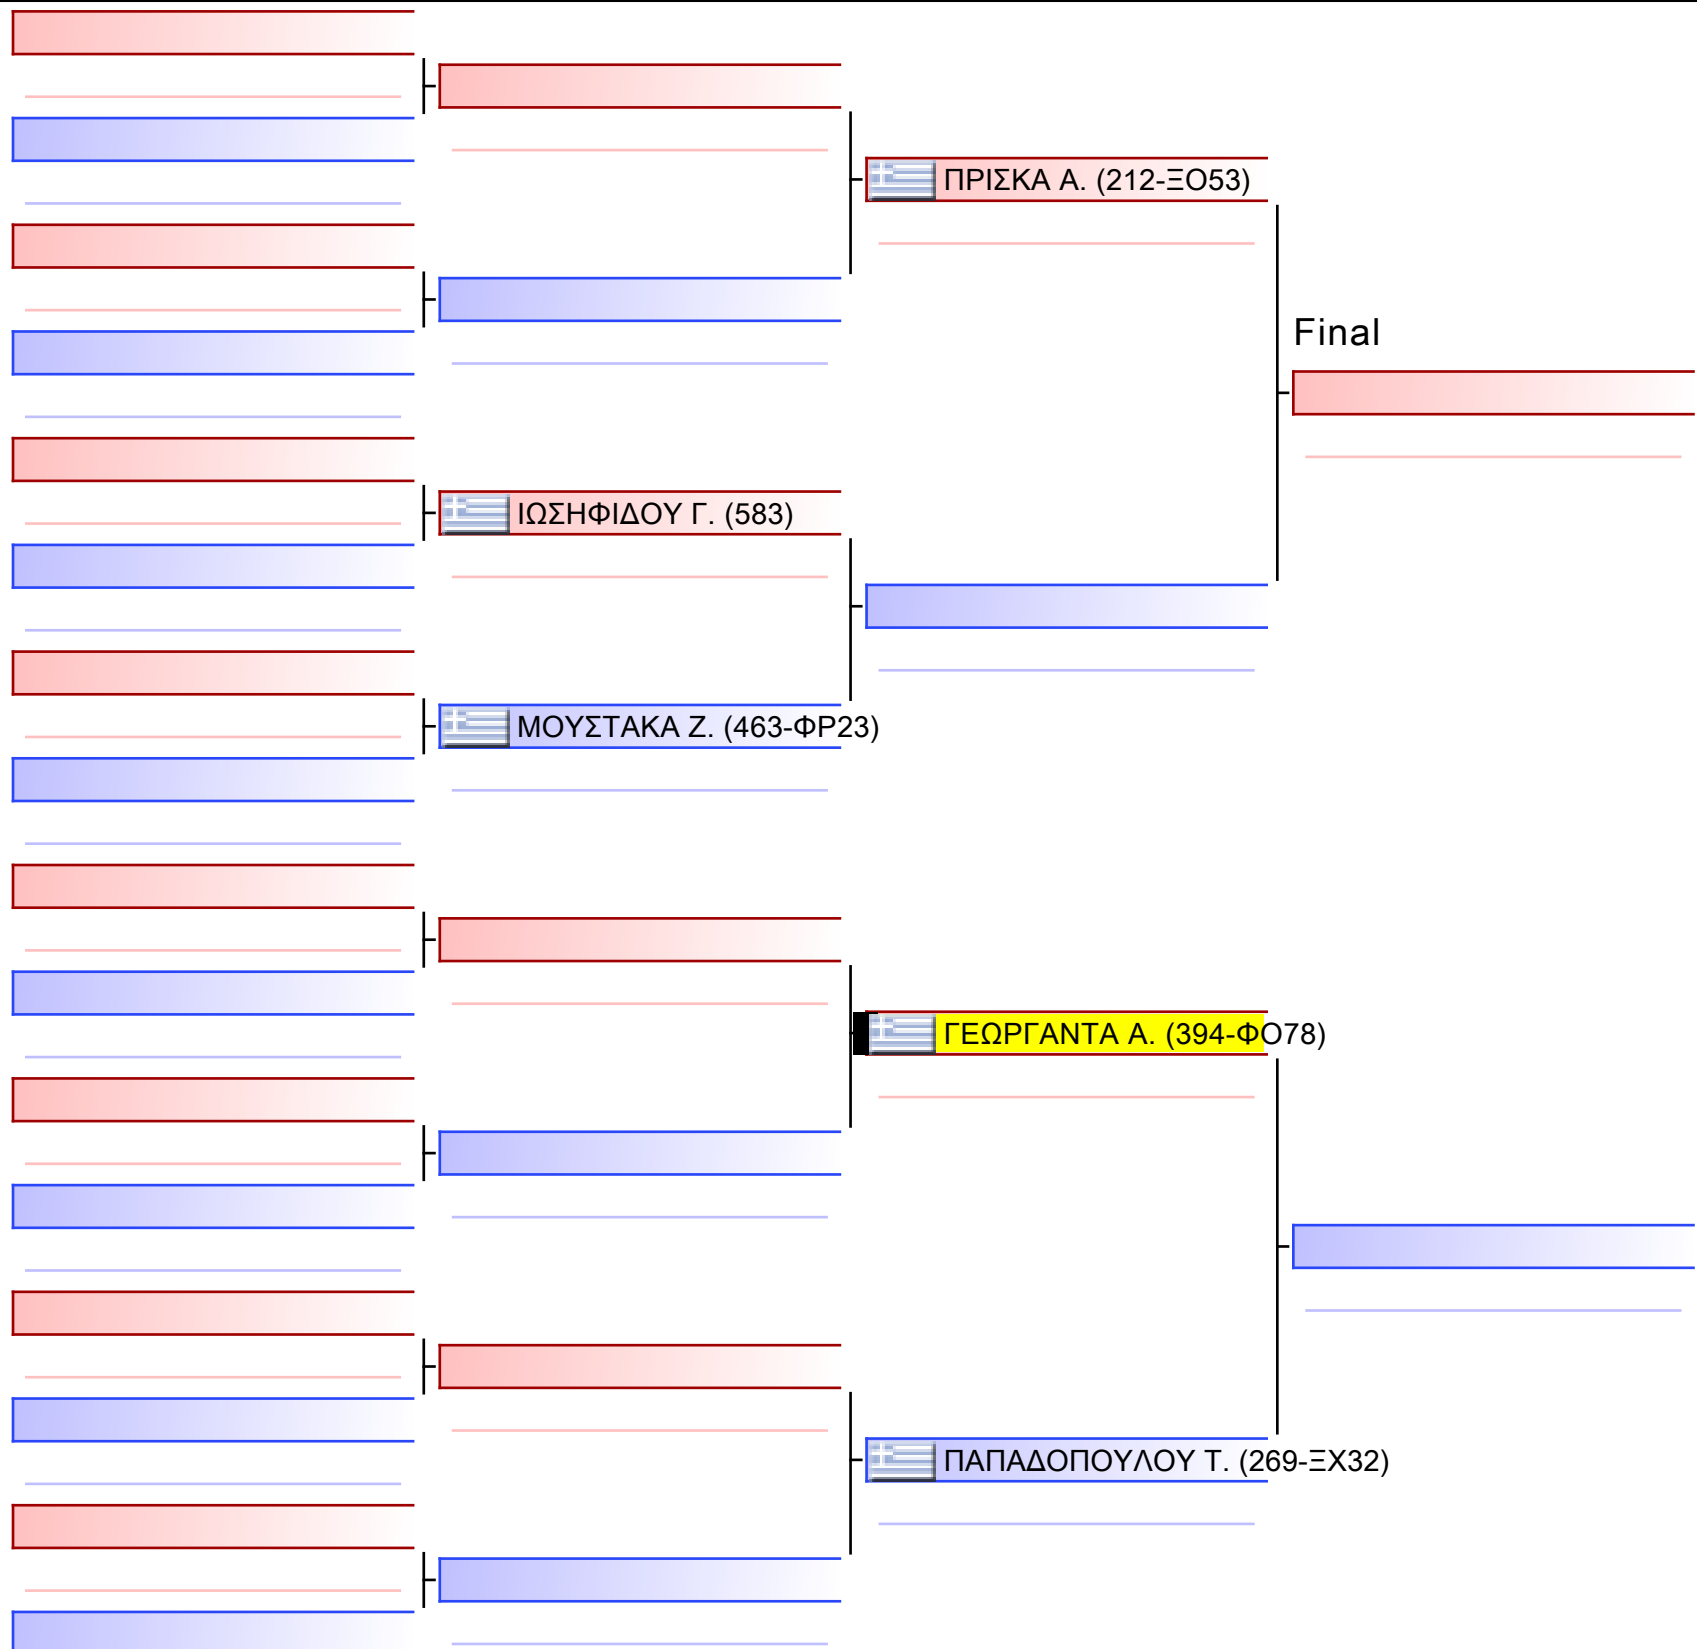 ΠΡΙΣΚΑ Α. (212-ΞΟ53)
Final
ΙΩΣΗΦΙΔΟΥ Γ. (583)
ΜΟΥΣΤΑΚΑ Ζ. (463-ΦΡ23)
ΓΕΩΡΓΑΝΤΑ Α. (394-ΦΟ78)
ΠΑΠΑΔΟΠΟΥΛΟΥ Τ. (269-ΞΧ32)